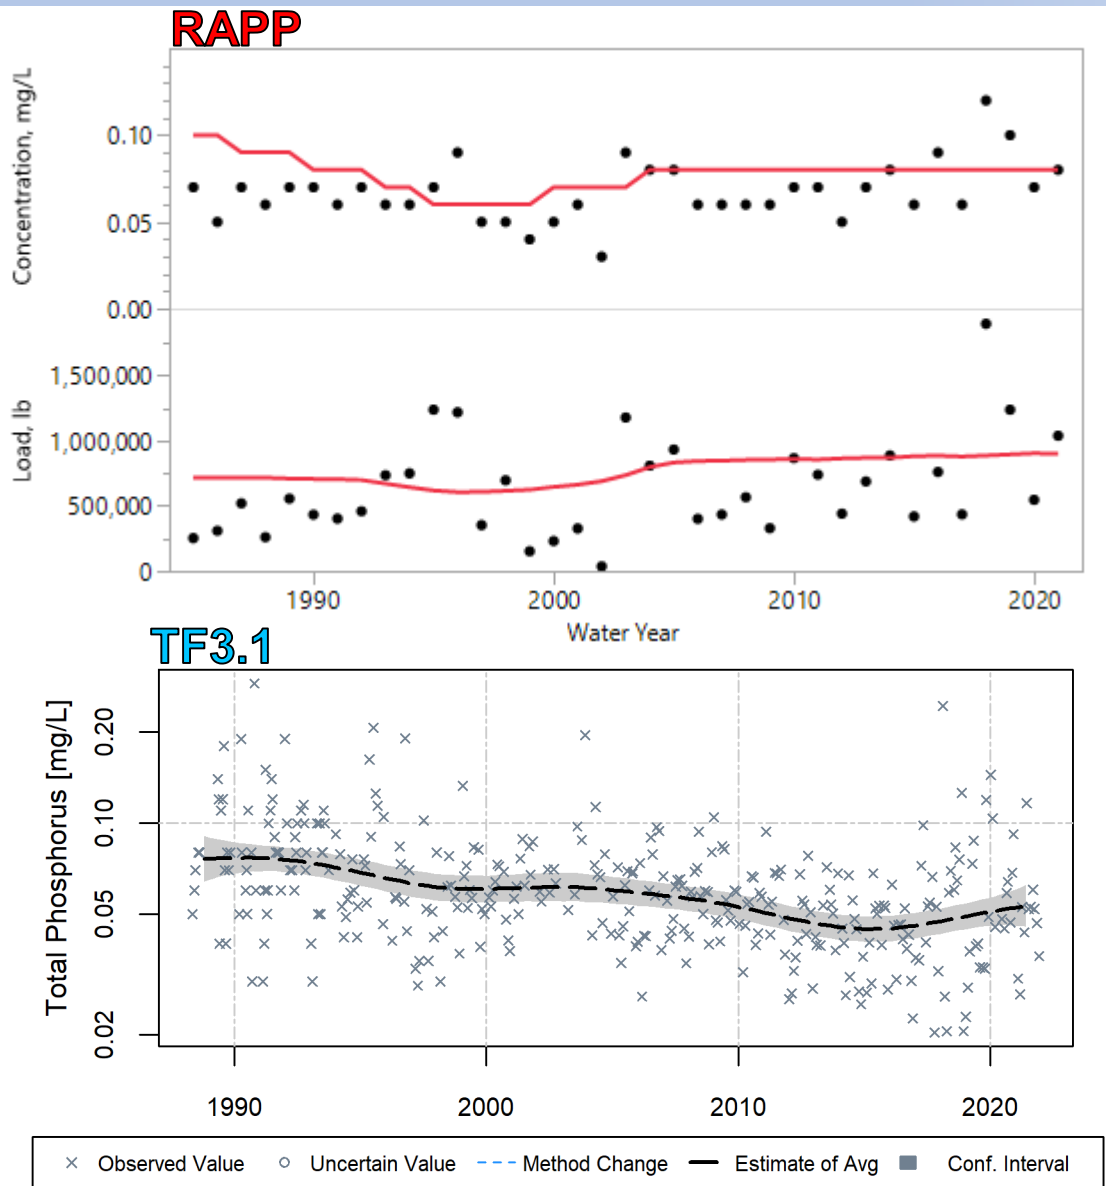 RAPP
Concentration, mg/L
0.10
0.05
0.00
Load, lb
1,500,000
1,000,000
500,000
0
1990 2000 2010 2020
Water Year
TF3.1
Total Phosphorus [mg/L]
0.20
0.10
0.05
0.02
1990 2000 2010 2020
Observed Value Uncertain Value Method Change Estimate of Avg Conf. Interval